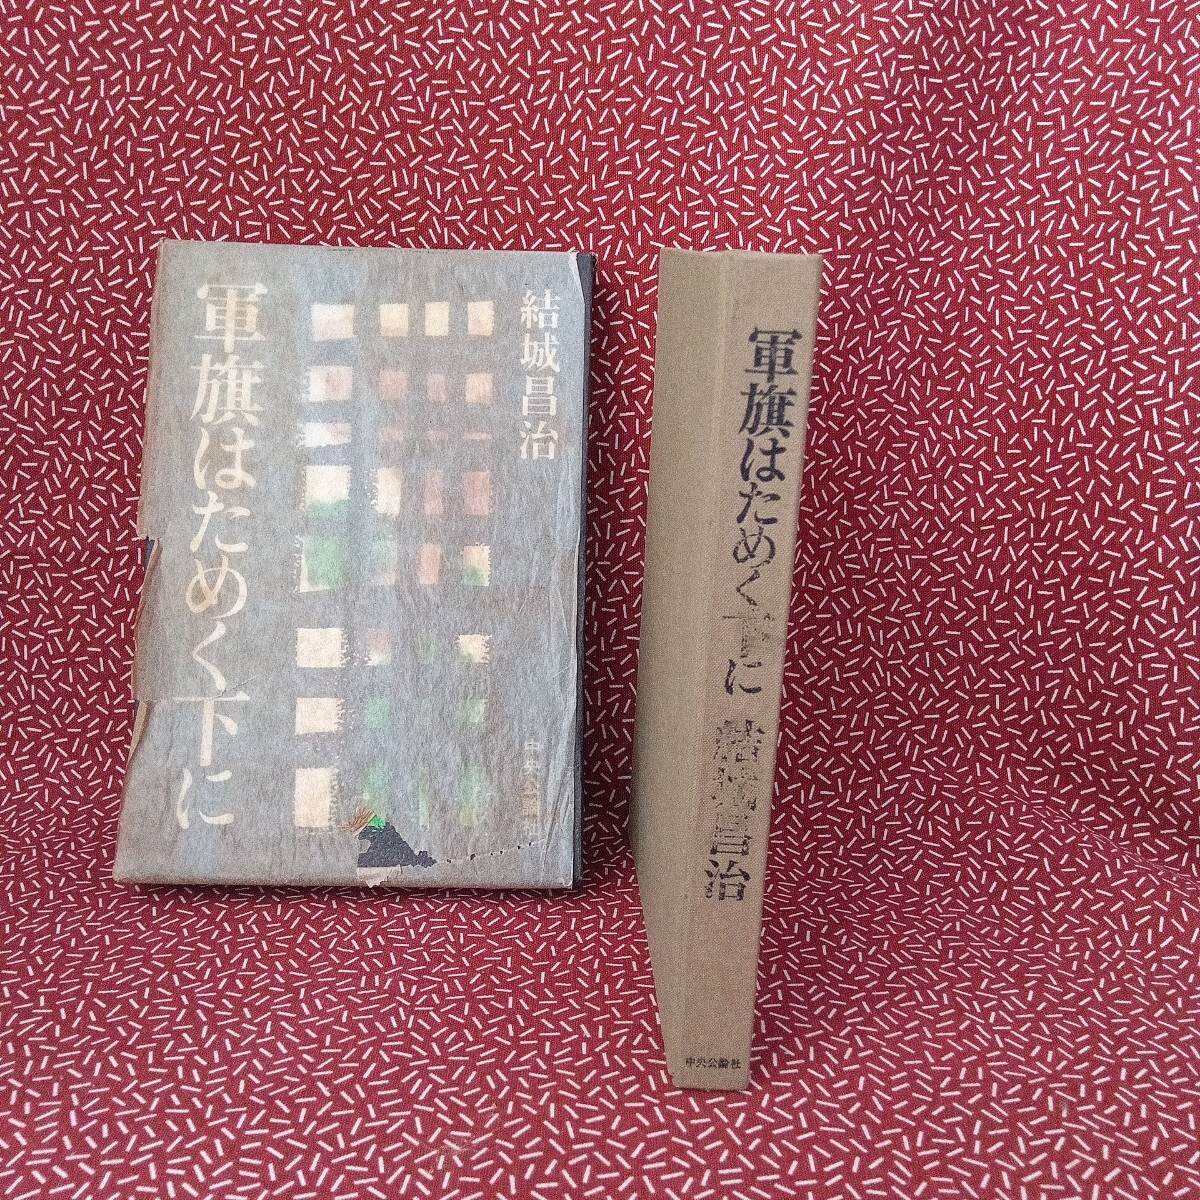 軍旗はためく下に
結城昌治
中央公論社
軍旗はためく下に 結城昌治
中央公論社